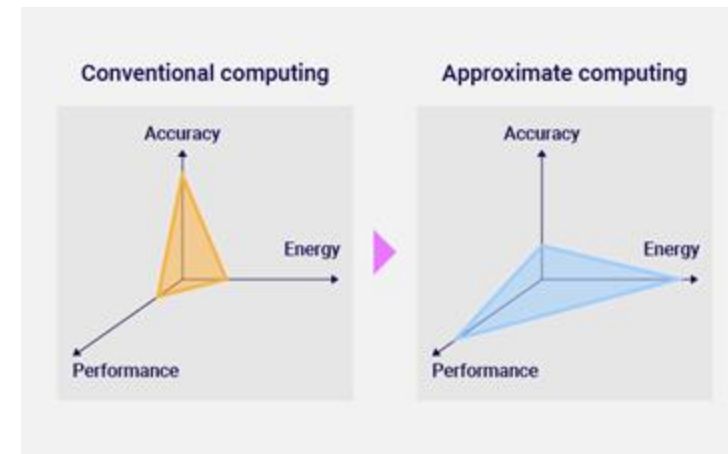 Conventional computing
Accuracy
Energy
Performance
Approximate computing
Accuracy
Energy
Performance